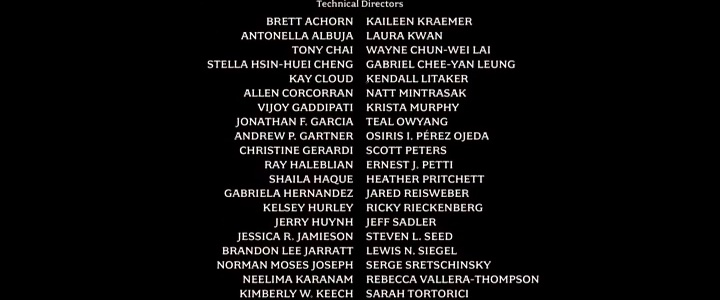 Technical Directors
BRETT ACHORN KAILEEN KRAEMER
ANTONELLA ALBUJA LAURA KWAN
TONY CHAI WAYNE CHUN-WEI LAI
STELLA HSIN-HUEI CHENG GABRIEL CHEE-YAN LEUNG
KAY CLOUD KENDALL LITAKER
ALLEN CORCORRAN NATT MINTRASAK
VIJOY GADDIPATI KRISTA MURPHY
JONATHAN F. GARCIA TEAL OWYANG
ANDREW P. GARTNER OSIRIS I. PÉREZ OJEDA
CHRISTINE GERARDI SCOTT PETERS
RAY HALEBLIAN ERNEST J. PETTI
SHAILA HAQUE HEATHER PRITCHETT
GABRIELA HERNANDEZ JARED REISWEBER
KELSEY HURLEY RICKY RIECKENBERG
JERRY HUYNH JEFF SADLER
JESSICA R. JAMIESON STEVEN L. SEED
BRANDON LEE JARRATT LEWIS N. SIEGEL
NORMAN MOSES JOSEPH SERGE SRETSCHINSKY
NEELIMA KARANAM REBECCA VALLERA-THOMPSON
KIMBERLY W. KEECH SARAH TORTORICI